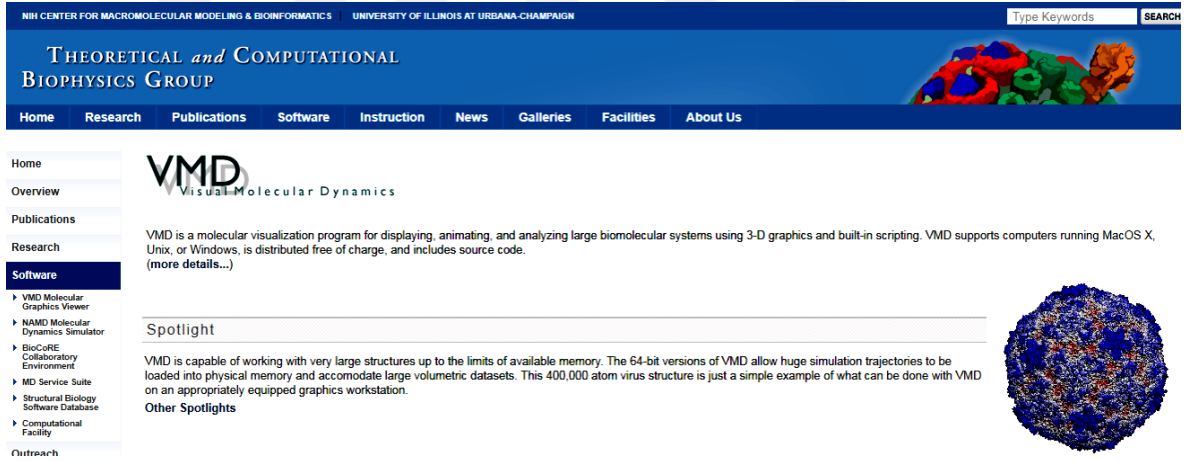 NIH CENTER FOR MACROMOLECULAR MODELING & BIOINFORMATICS | UNIVERSITY OF ILLINOIS AT URBANA-CHAMPAIGN
Type Keywords SEARCH
THEORETICAL and COMPUTATIONAL
BIOPHYSICS GROUP
Home Research Publications Software Instruction News Galleries Facilities About Us
Home
Overview
Publications
Research
Software
VMD Molecular
Graphics Viewer
NAMD Molecular
Dynamics Simulator
BioCoRE
Collaboratory
Environment
MD Service Suite
Structural Biology
Software Database
Computational
Facility
Outreach
VMD
Visual Molecular Dynamics
VMD is a molecular visualization program for displaying, animating, and analyzing large biomolecular systems using 3-D graphics and built-in scripting. VMD supports computers running MacOS X,
Unix, or Windows, is distributed free of charge, and includes source code.
(more details...)
Spotlight
VMD is capable of working with very large structures up to the limits of available memory. The 64-bit versions of VMD allow huge simulation trajectories to be
loaded into physical memory and accomodate large volumetric datasets. This 400,000 atom virus structure is just a simple example of what can be done with VMD
on an appropriately equipped graphics workstation.
Other Spotlights